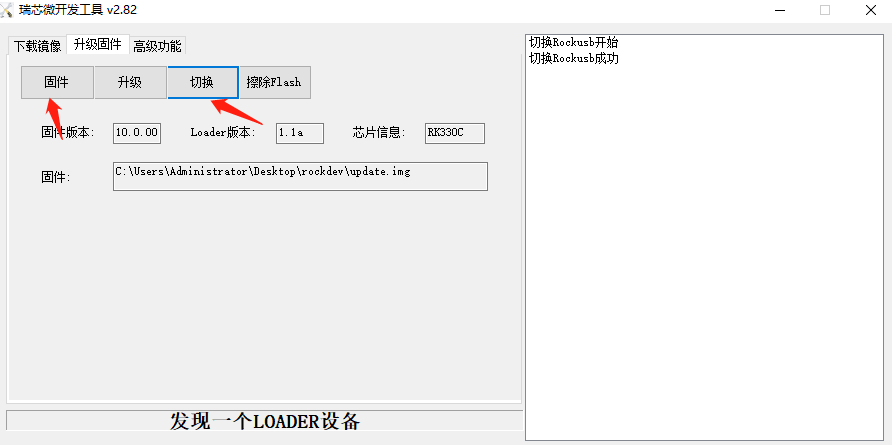 瑞芯微开发工具 v2.82
下载镜像 升级固件 高级功能
固件 升级 切换 擦除Flash
固件版本: 10.0.00 Loader版本: 1.1a 芯片信息: RK330C
固件: C:\Users\Administrator\Desktop\rockdev\update.img
发现一个LOADER设备
切换Rockusb开始
切换Rockusb成功